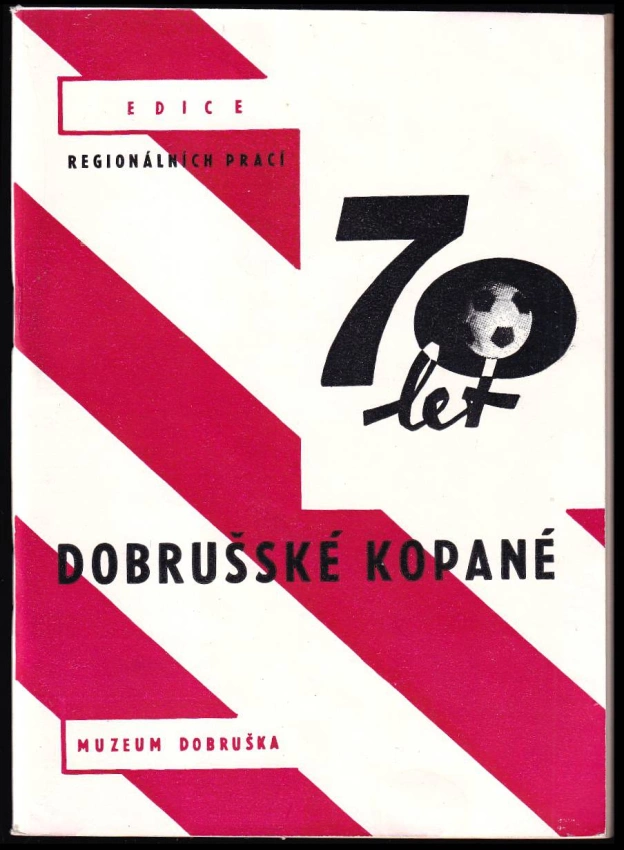 EDICE
REGIONÁLNÍCH PRACÍ
70
let
DOBRUŠSKÉ KOPANÉ
MUZEUM DOBRUŠKA